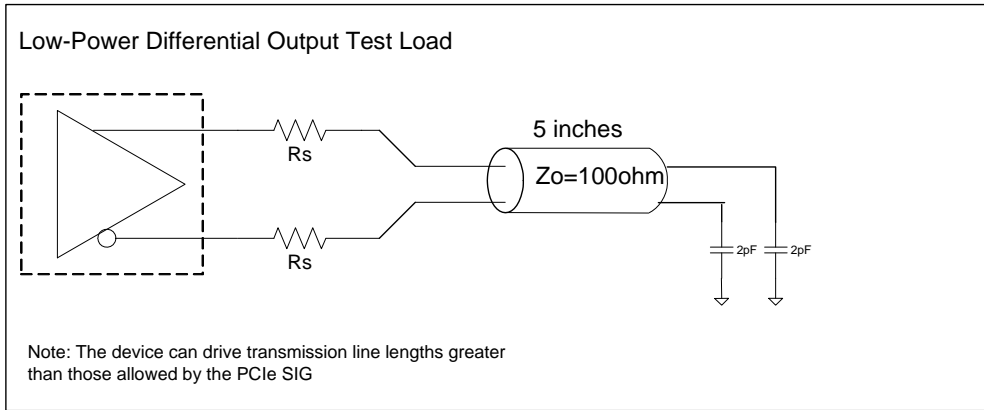 Low-Power Differential Output Test Load
Rs
5 inches
Zo=100ohm
Rs
2pF
2pF
Note: The device can drive transmission line lengths greater
than those allowed by the PCIe SIG